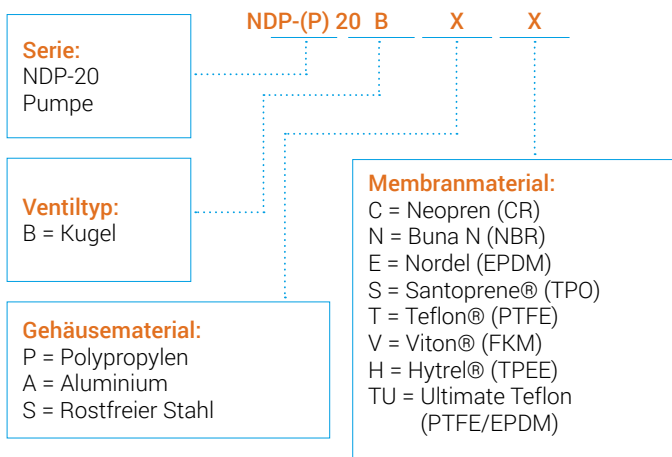 NDP-(P) 20 B X X
Serie:
NDP-20
Pumpe
Ventiltyp:
B = Kugel
Gehäusematerial:
P = Polypropylen
A = Aluminium
S = Rostfreier Stahl
Membranmaterial:
C = Neopren (CR)
N = Buna N (NBR)
E = Nordel (EPDM)
S = Santoprene® (TPO)
T = Teflon® (PTFE)
V = Viton® (FKM)
H = Hytrel® (TPEE)
TU = Ultimate Teflon
(PTFE/EPDM)